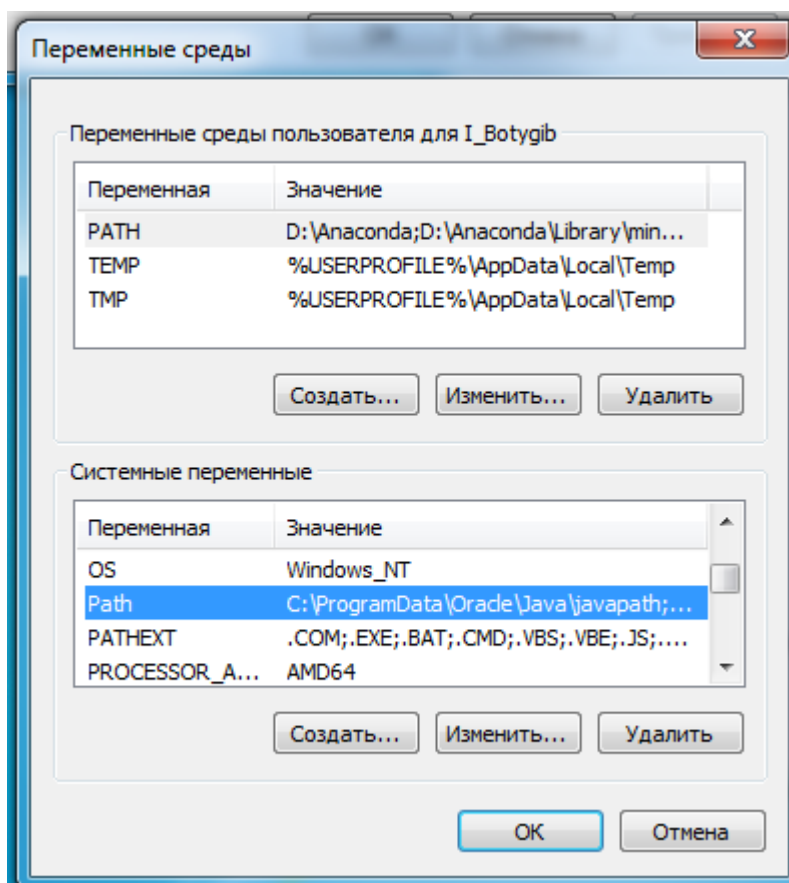 Переменные среды
Переменные среды пользователя для I_Botygib
Переменная Значение
PATH D:\Anaconda;D:\Anaconda\Library\min...
TEMP %USERPROFILE%\AppData\Local\Temp
TMP %USERPROFILE%\AppData\Local\Temp
Создать... Изменить... Удалить
Системные переменные
Переменная Значение
OS Windows_NT
Path C:\ProgramData\Oracle\Java\javapath;...
PATHEXT .COM;.EXE;.BAT;.CMD;.VBS;.VBE;.JS;....
PROCESSOR_A... AMD64
Создать... Изменить... Удалить
ОК Отмена